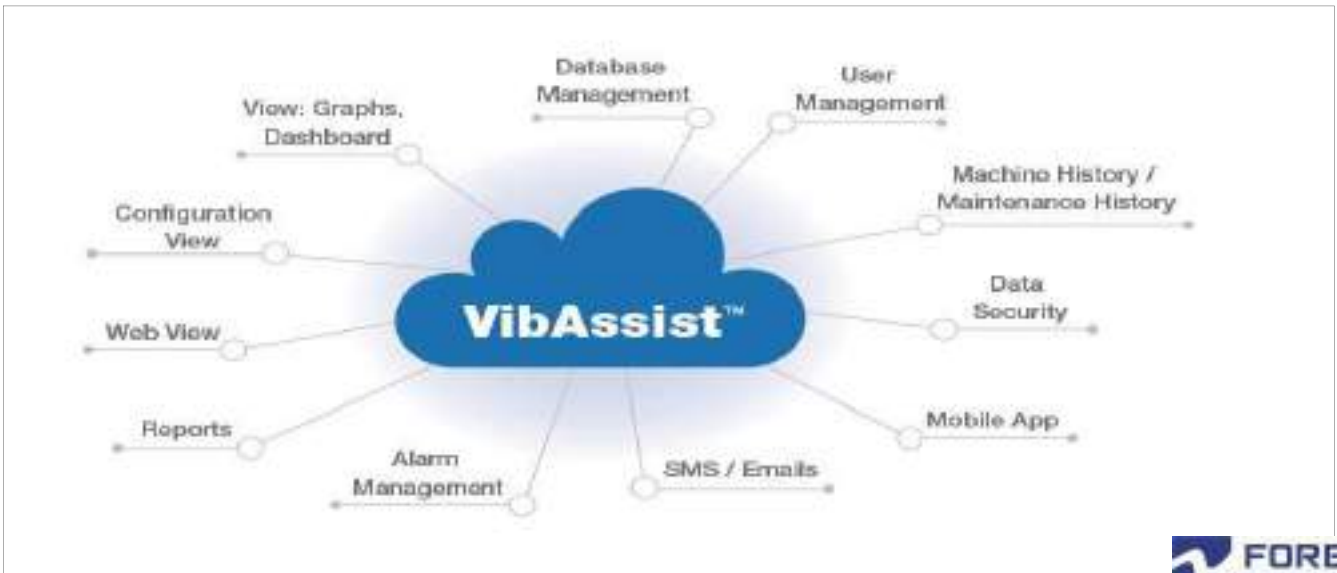 Database
Management
User
Management
View: Graphs,
Dashboard
Machine History /
Maintenance History
Configuration
View
Data
Security
VibAssist™
Web View
Mobile App
Reports
Alarm
Management
SMS / Emails
FORB